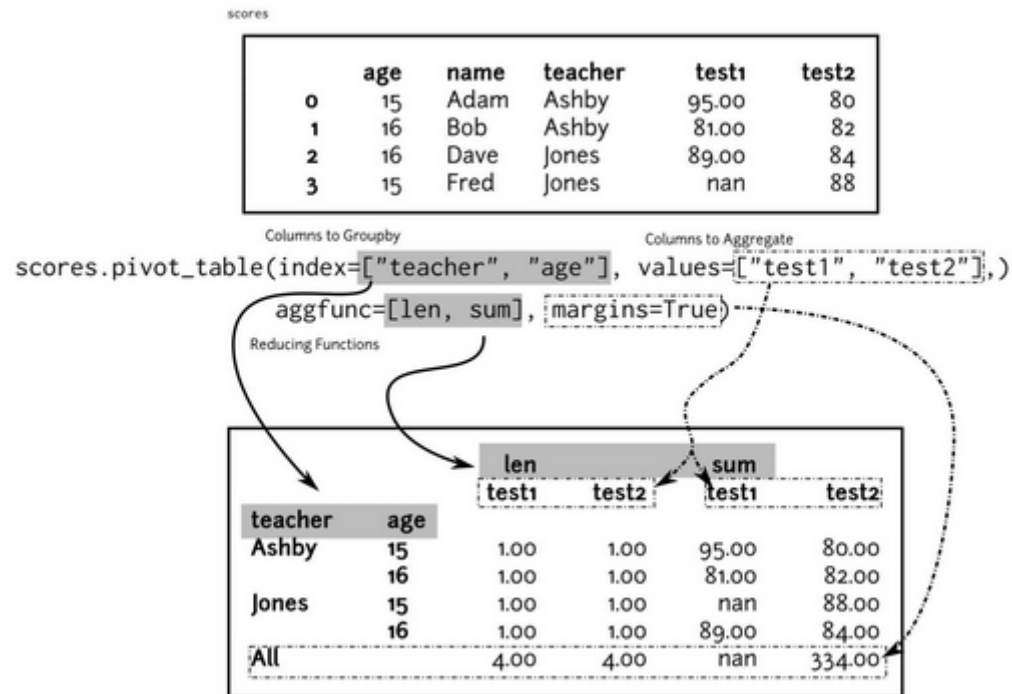 scores
age name teacher test1 test2
0 15 Adam Ashby 95.00 80
1 16 Bob Ashby 81.00 82
2 16 Dave Jones 89.00 84
3 15 Fred Jones nan 88
Columns to Groupby Columns to Aggregate
scores.pivot_table(index=["teacher", "age"], values=["test1", "test2"],)
aggfunc=[len, sum], margins=True)
Reducing Functions
len sum
test1 test2 test1 test2
teacher age
Ashby 15 1.00 1.00 95.00 80.00
16 1.00 1.00 81.00 82.00
Jones 15 1.00 1.00 nan 88.00
16 1.00 1.00 89.00 84.00
All 4.00 4.00 nan 334.00